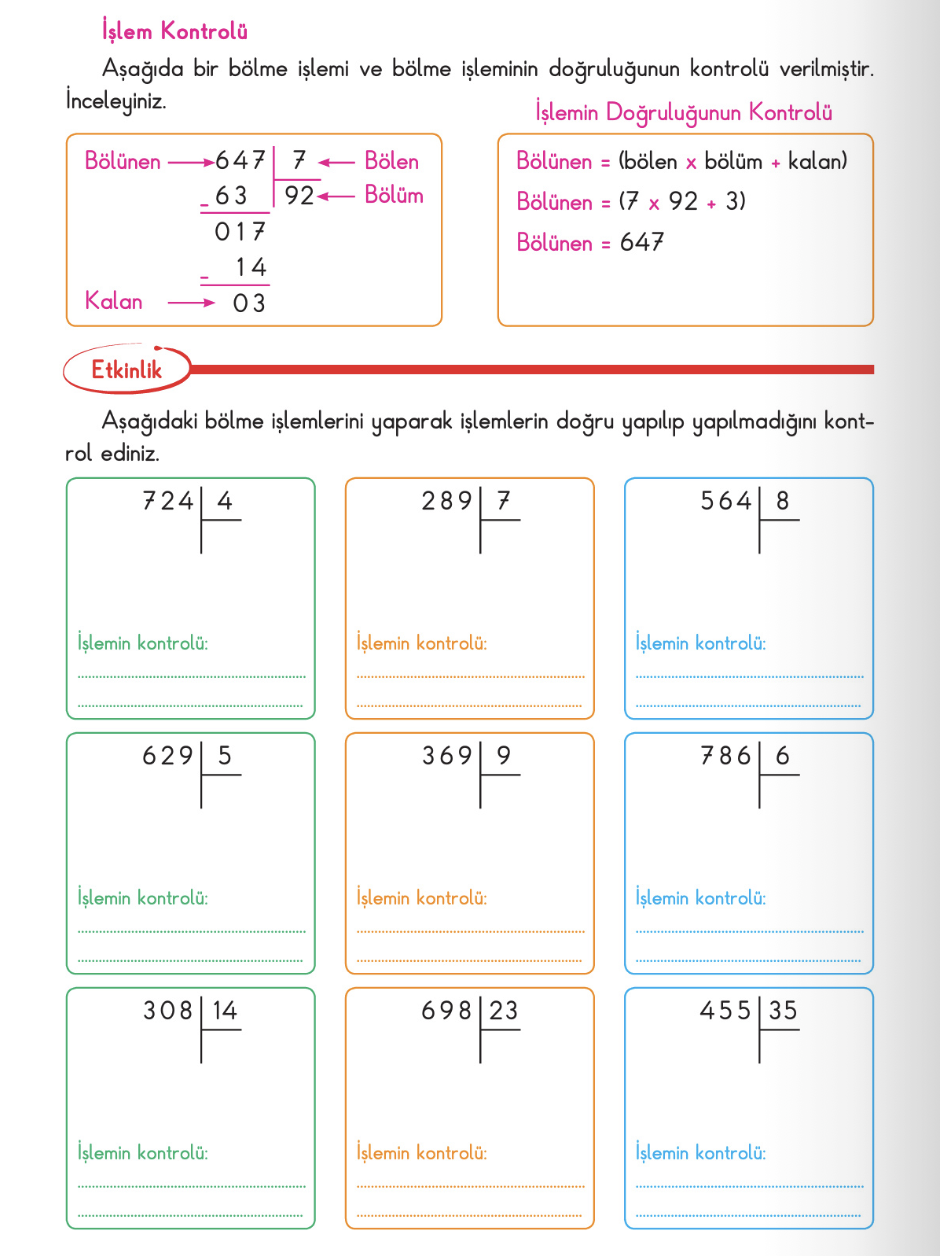 İşlem Kontrolü
Aşağıda bir bölme işlemi ve bölme işleminin doğruluğunun kontrolü verilmiştir.
İnceleyiniz.
İşlemin Doğruluğunun Kontrolü
Bölünen 647 7 Bölen
- 63 92 Bölüm
017
- 14
Kalan 03
Bölünen = (bölen x bölüm + kalan)
Bölünen = (7 x 92 + 3)
Bölünen = 647
Etkinlik
Aşağıdaki bölme işlemlerini yaparak işlemlerin doğru yapılıp yapılmadığını kont-
rol ediniz.
724 4
İşlemin kontrolü:
289 7
İşlemin kontrolü:
564 8
İşlemin kontrolü:
629 5
İşlemin kontrolü:
369 9
İşlemin kontrolü:
786 6
İşlemin kontrolü:
308 14
İşlemin kontrolü:
698 23
İşlemin kontrolü:
455 35
İşlemin kontrolü: